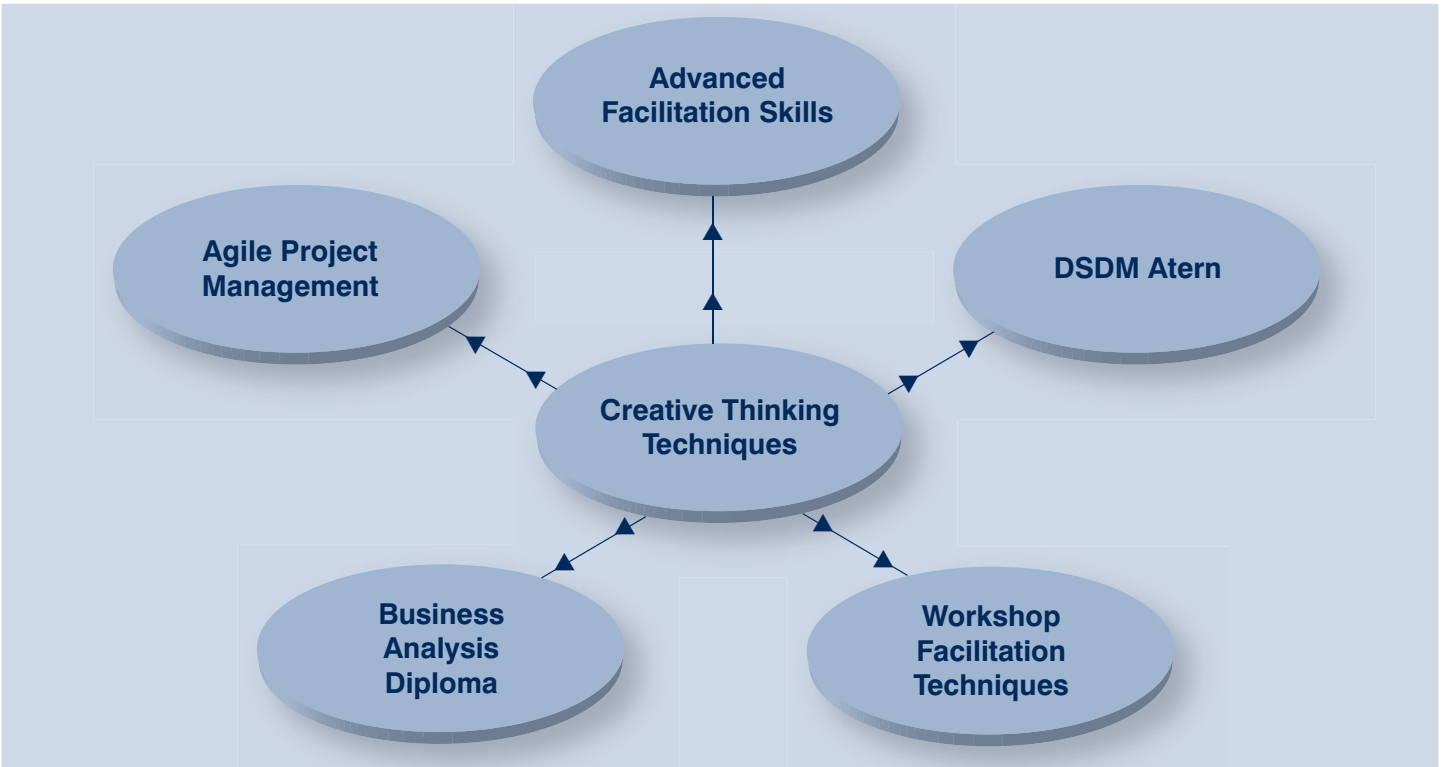 Advanced
Facilitation Skills
Agile Project
Management
DSDM Atern
Creative Thinking
Techniques
Business
Analysis
Diploma
Workshop
Facilitation
Techniques